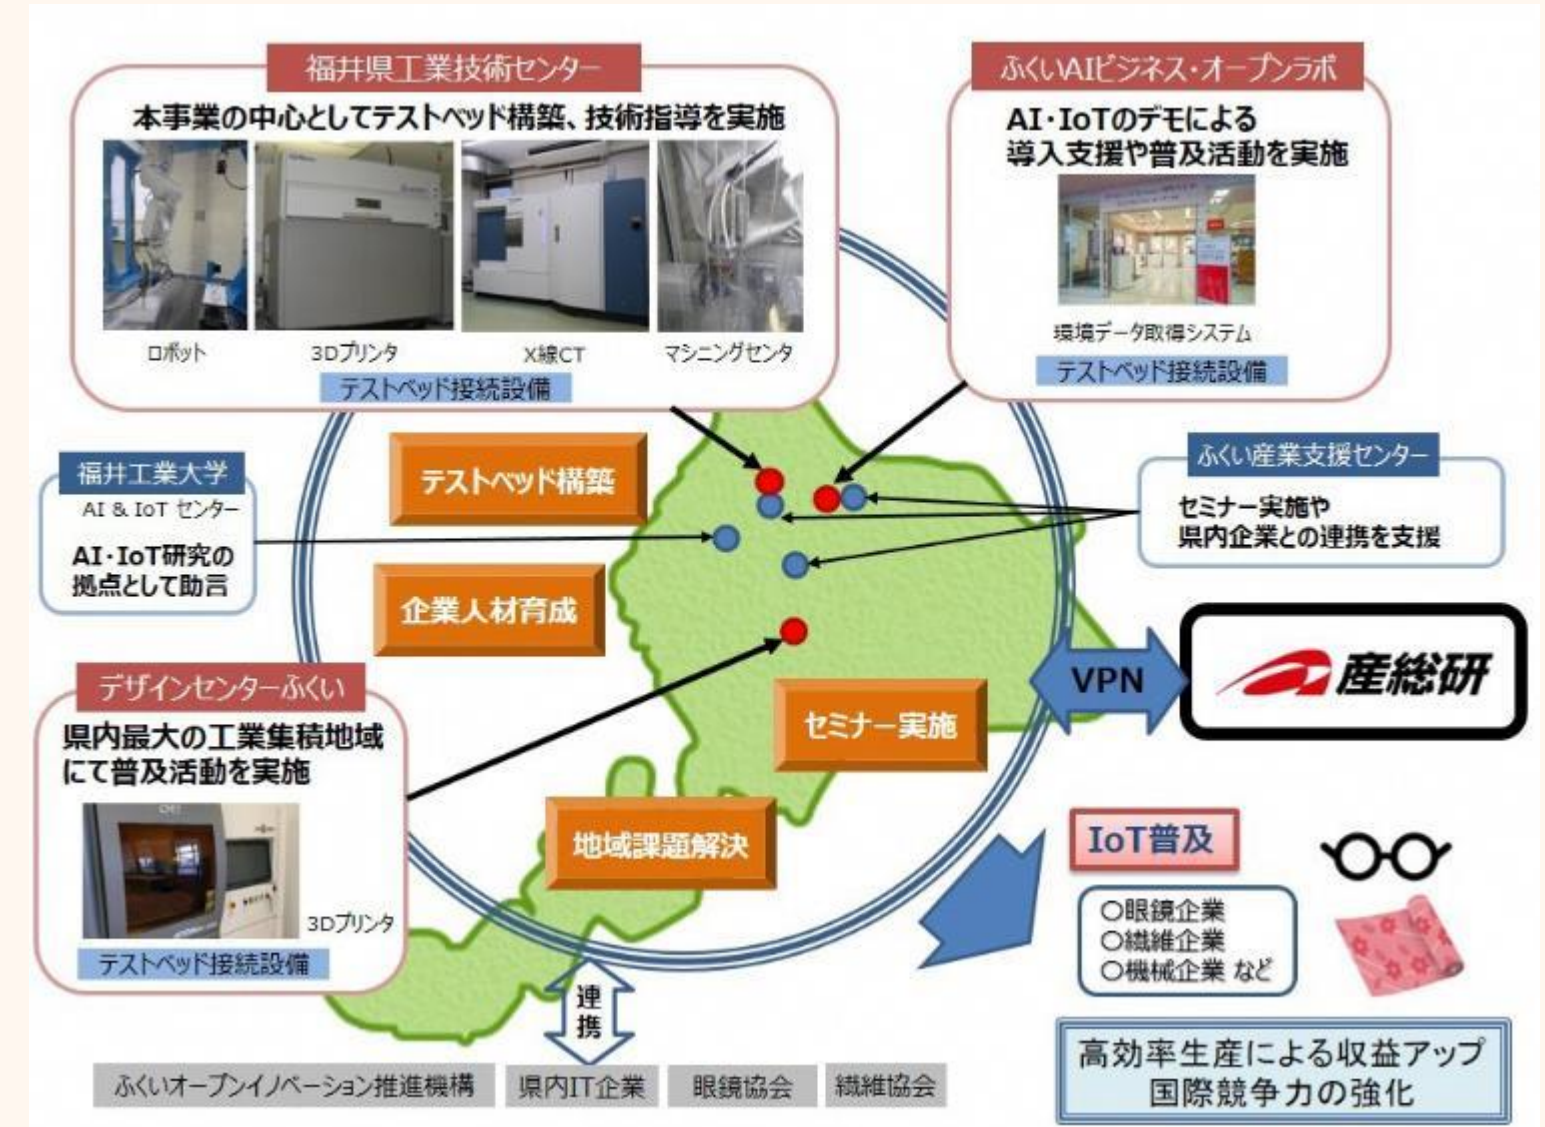 福井県工業技術センター
本事業の中心としてテストベッド構築、技術指導を実施
ロボット
3Dプリンタ
X線CT
マシニングセンタ
テストベッド接続設備
ふくいAIビジネス・オープンラボ
AI・IoTのデモによる
導入支援や普及活動を実施
環境データ取得システム
テストベッド接続設備
福井工業大学
AI & IoT センター
AI・IoT研究の
拠点として助言
テストベッド構築
企業人材育成
ふくい産業支援センター
セミナー実施や
県内企業との連携を支援
デザインセンターふくい
県内最大の工業集積地域
にて普及活動を実施
3Dプリンタ
テストベッド接続設備
セミナー実施
地域課題解決
VPN
産総研
IoT普及
○眼鏡企業
○繊維企業
○機械企業 など
連
携
ふくいオープンイノベーション推進機構
県内IT企業
眼鏡協会
繊維協会
高効率生産による収益アップ
国際競争力の強化